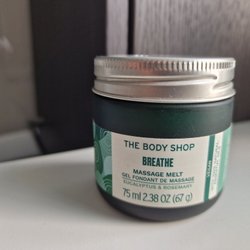 THE BODY SHOP
BREATHE
MASSAGE MELT
GEL FONDANT DE MASSAGE
EUCALYPTUS & ROSEMARY
75 ml 2.38 OZ (67 g)